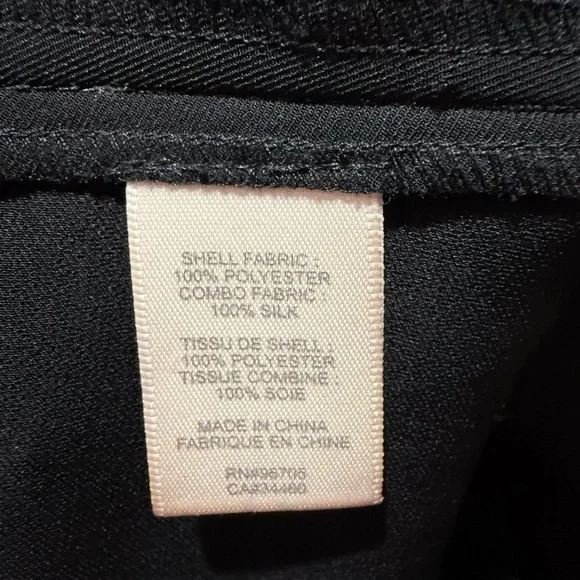 SHELL FABRIC :
100% POLYESTER
COMBO FABRIC :
100% SILK
TISSU DE SHELL :
100% POLYESTER
TISSUE COMBINE :
100% SOIE
MADE IN CHINA
FABRIQUE EN CHINE
RN#96706
CA#34460